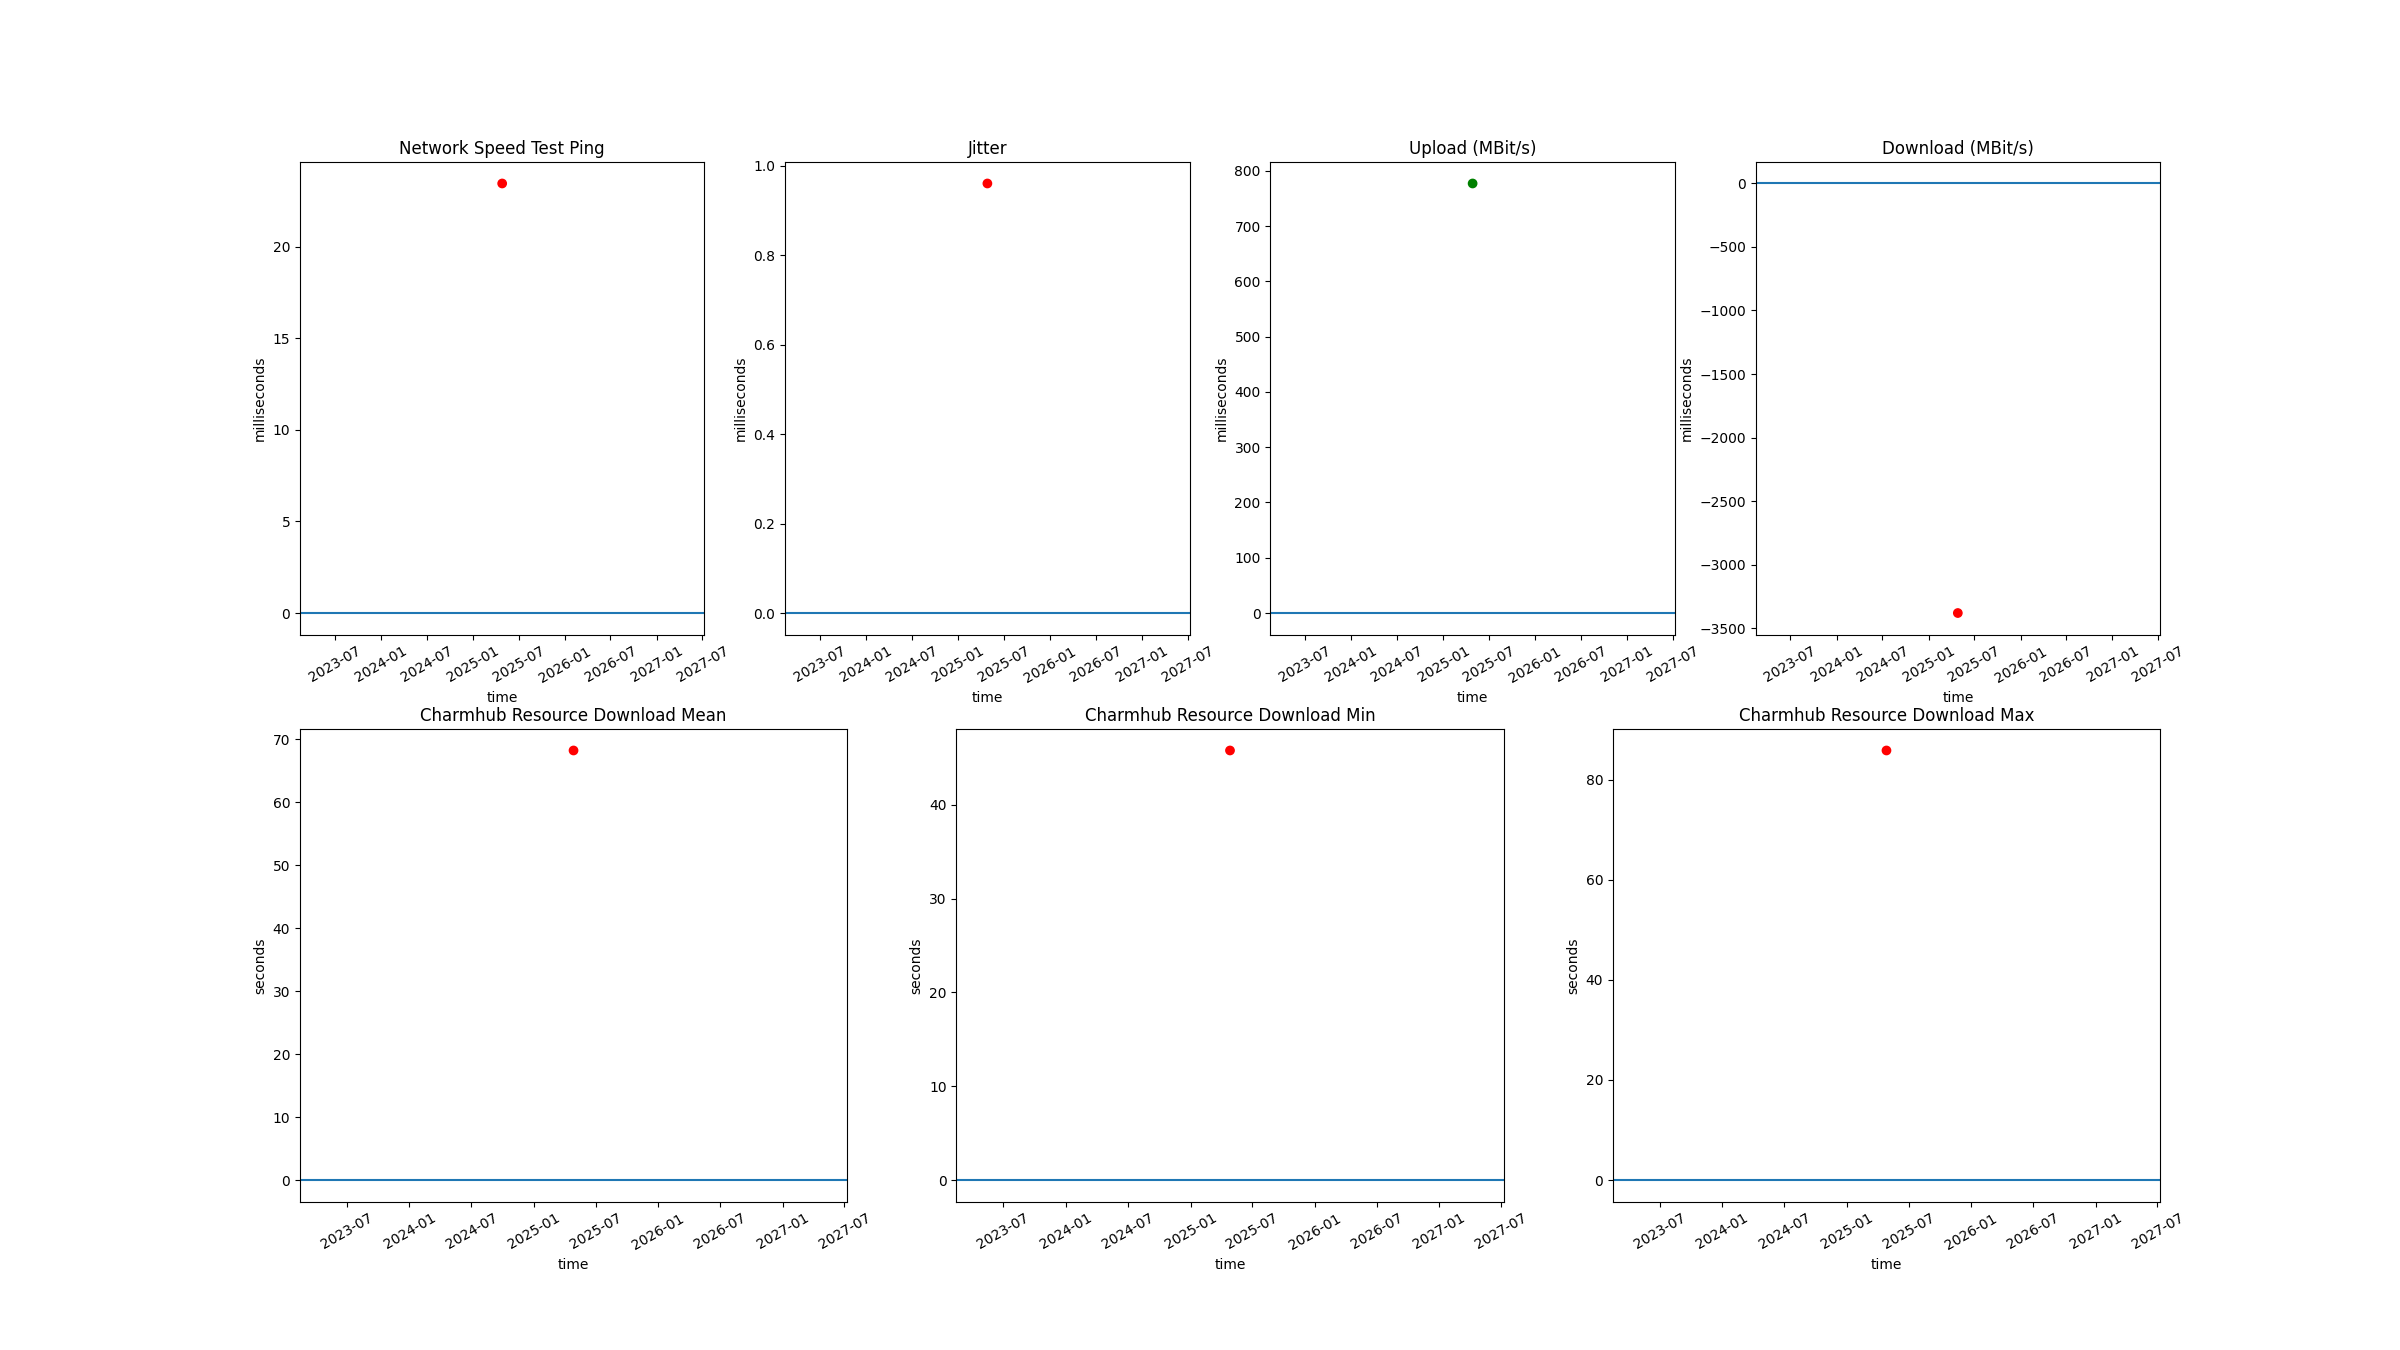 Network Speed Test Ping
milliseconds
20
15
10
5
0
2023-07 2024-01 2024-07 2025-01 2025-07 2026-01 2026-07 2027-01 2027-07
time
Jitter
milliseconds
1.0
0.8
0.6
0.4
0.2
0.0
2023-07 2024-01 2024-07 2025-01 2025-07 2026-01 2026-07 2027-01 2027-07
time
Upload (MBit/s)
milliseconds
800
700
600
500
400
300
200
100
0
2023-07 2024-01 2024-07 2025-01 2025-07 2026-01 2026-07 2027-01 2027-07
time
Download (MBit/s)
milliseconds
0
−500
−1000
−1500
−2000
−2500
−3000
−3500
2023-07 2024-01 2024-07 2025-01 2025-07 2026-01 2026-07 2027-01 2027-07
time
Charmhub Resource Download Mean
seconds
70
60
50
40
30
20
10
0
2023-07 2024-01 2024-07 2025-01 2025-07 2026-01 2026-07 2027-01 2027-07
time
Charmhub Resource Download Min
seconds
40
30
20
10
0
2023-07 2024-01 2024-07 2025-01 2025-07 2026-01 2026-07 2027-01 2027-07
time
Charmhub Resource Download Max
seconds
80
60
40
20
0
2023-07 2024-01 2024-07 2025-01 2025-07 2026-01 2026-07 2027-01 2027-07
time